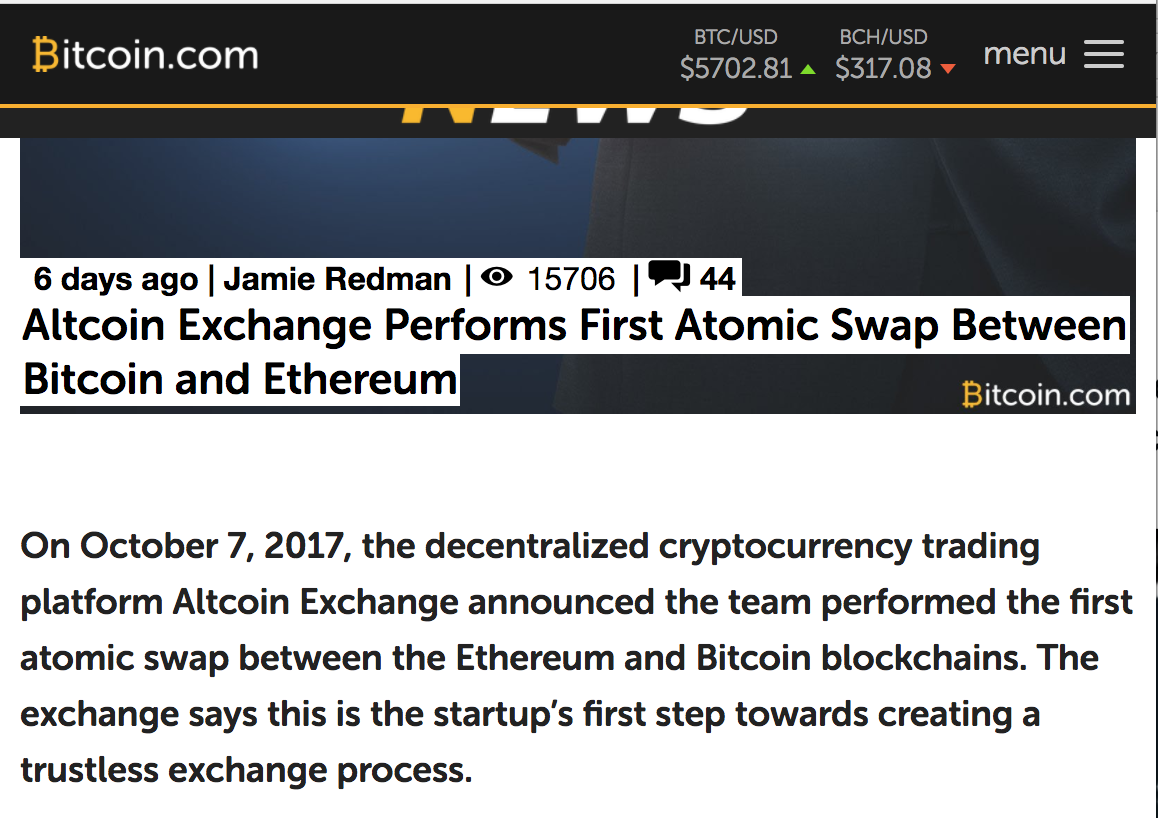 Bitcoin.com
BTC/USD BCH/USD
$5702.81 $317.08
menu
NEWS
6 days ago | Jamie Redman | 15706 | 44
Altcoin Exchange Performs First Atomic Swap Between
Bitcoin and Ethereum
Bitcoin.com
On October 7, 2017, the decentralized cryptocurrency trading
platform Altcoin Exchange announced the team performed the first
atomic swap between the Ethereum and Bitcoin blockchains. The
exchange says this is the startup’s first step towards creating a
trustless exchange process.